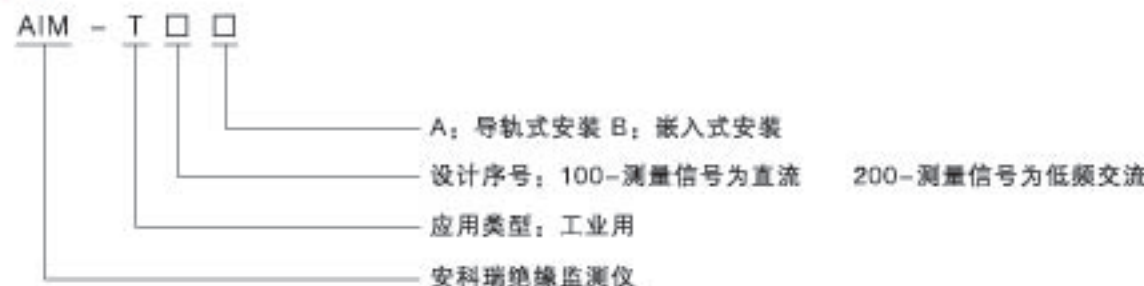 AIM - T □ □
A：导轨式安装 B：嵌入式安装
设计序号：100-测量信号为直流 200-测量信号为低频交流
应用类型：工业用
安科瑞绝缘监测仪